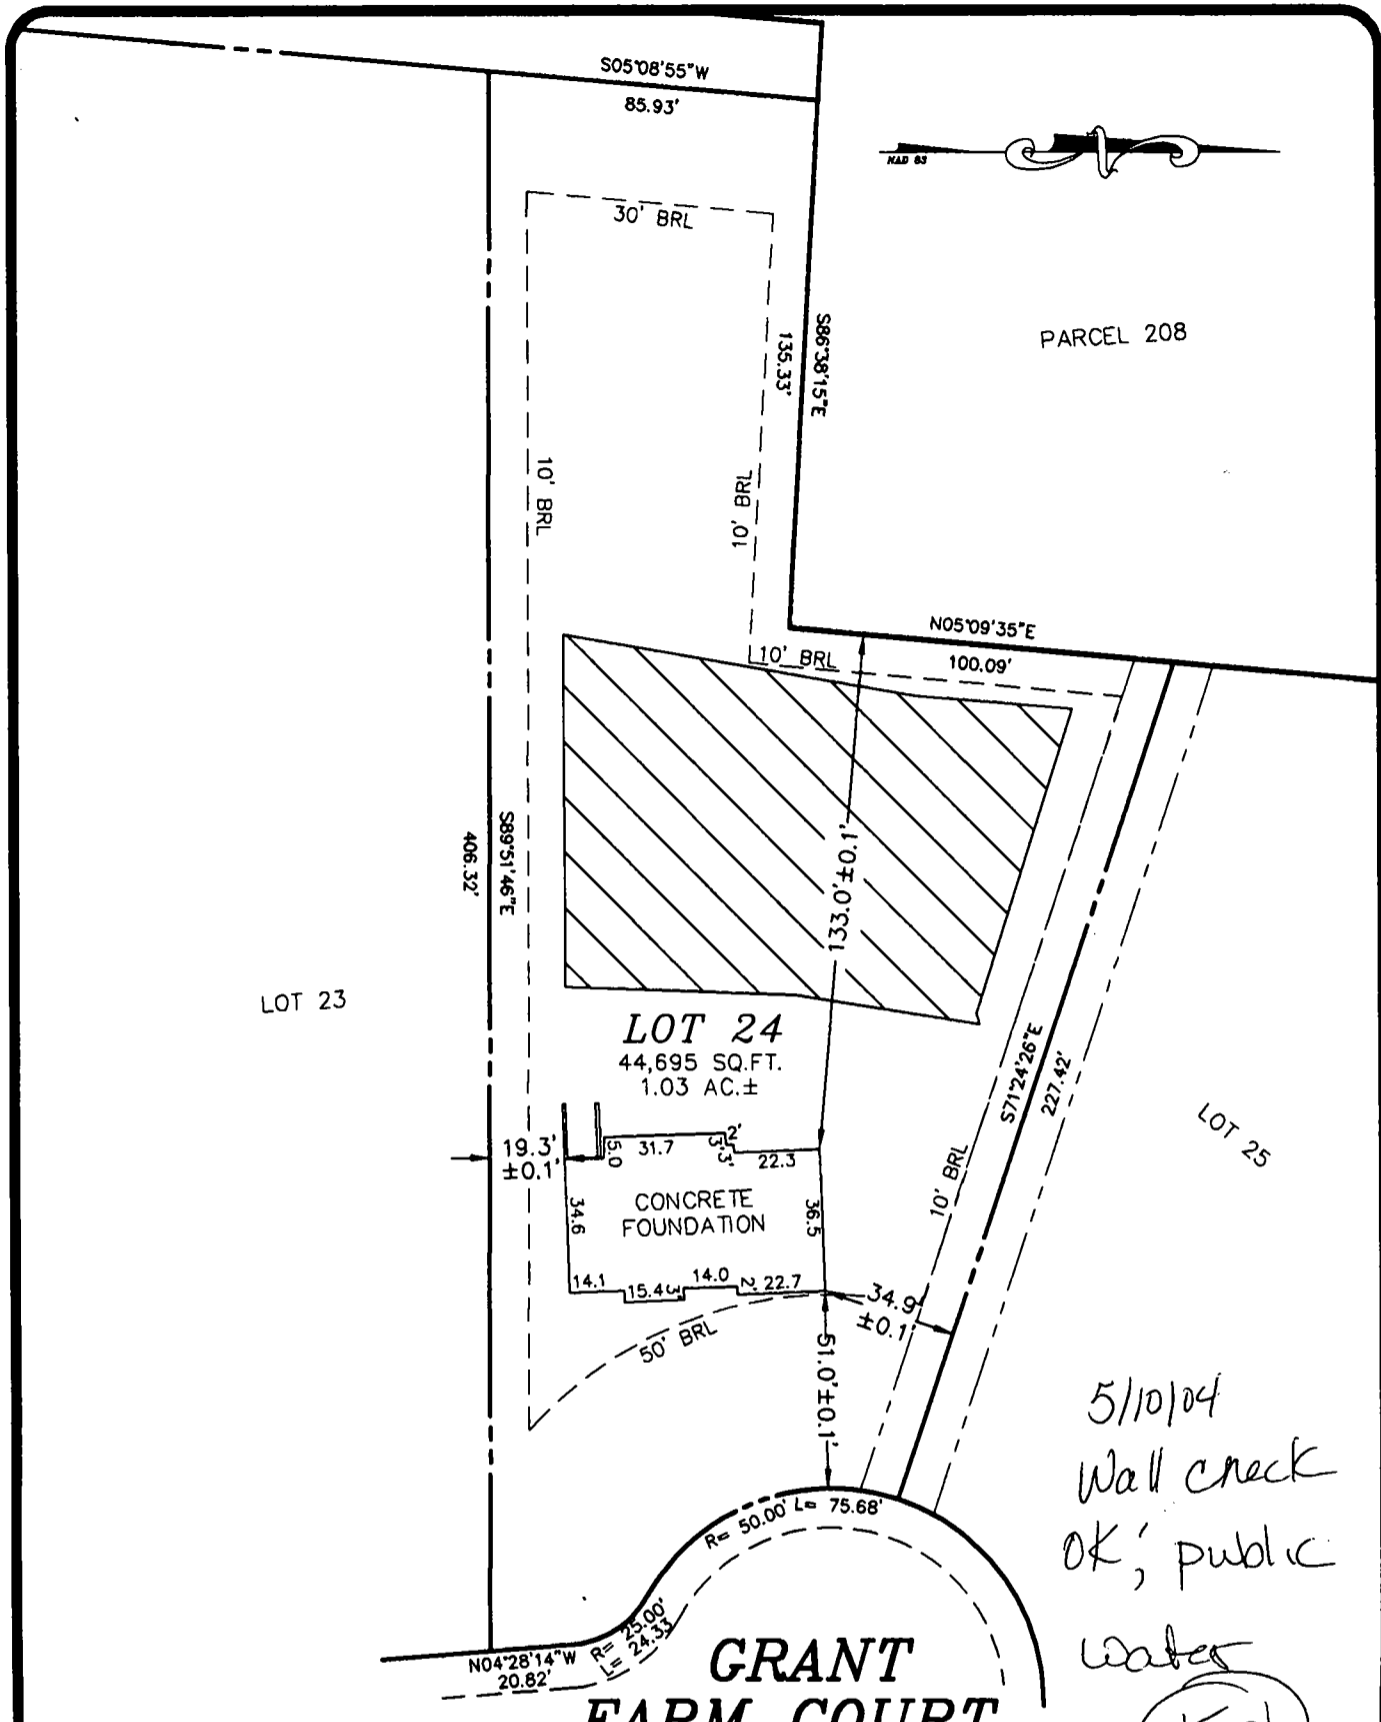 S05°08'55"W
85.93'
NAD 83
30' BRL
PARCEL 208
S86°38'15"E
135.33'
10' BRL
10' BRL
N05°09'35"E
100.09'
10' BRL
133.0'±0.1'
S89°51'46"E
406.32'
LOT 23
LOT 24
44,695 SQ.FT.
1.03 AC.±
S71°24'26"E
227.42'
LOT 25
10' BRL
19.3'
±0.1'
5.0
31.7
2'
3.3'
22.3
34.6
CONCRETE
FOUNDATION
36.5
14.1
15.4
3'
14.0
2'
22.7
34.9
±0.1'
50' BRL
51.0'±0.1'
5/10/04
Wall check
OK; public
water
R= 50.00' L= 75.68'
R= 25.00'
L= 24.33
N04°28'14"W
20.82'
GRANT
FARM COURT